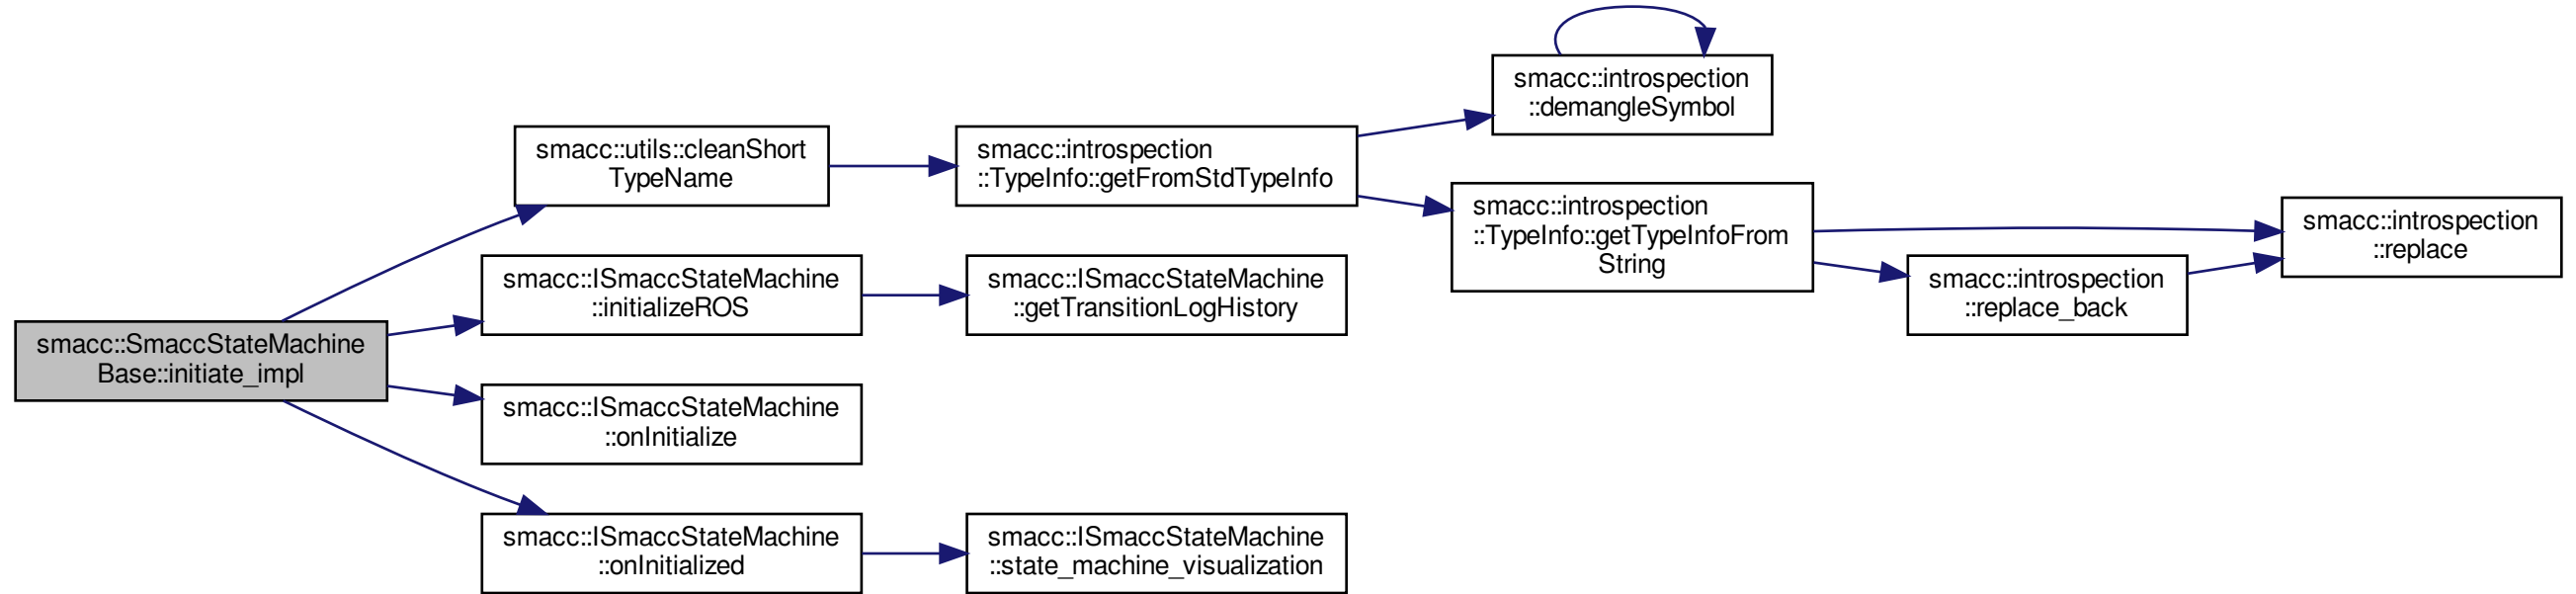 smacc::SmaccStateMachine
Base::initiate_impl
smacc::utils::cleanShort
TypeName
smacc::introspection
::TypeInfo::getFromStdTypeInfo
smacc::introspection
::demangleSymbol
smacc::introspection
::TypeInfo::getTypeInfoFrom
String
smacc::introspection
::replace
smacc::introspection
::replace_back
smacc::ISmaccStateMachine
::initializeROS
smacc::ISmaccStateMachine
::getTransitionLogHistory
smacc::ISmaccStateMachine
::onInitialize
smacc::ISmaccStateMachine
::onInitialized
smacc::ISmaccStateMachine
::state_machine_visualization